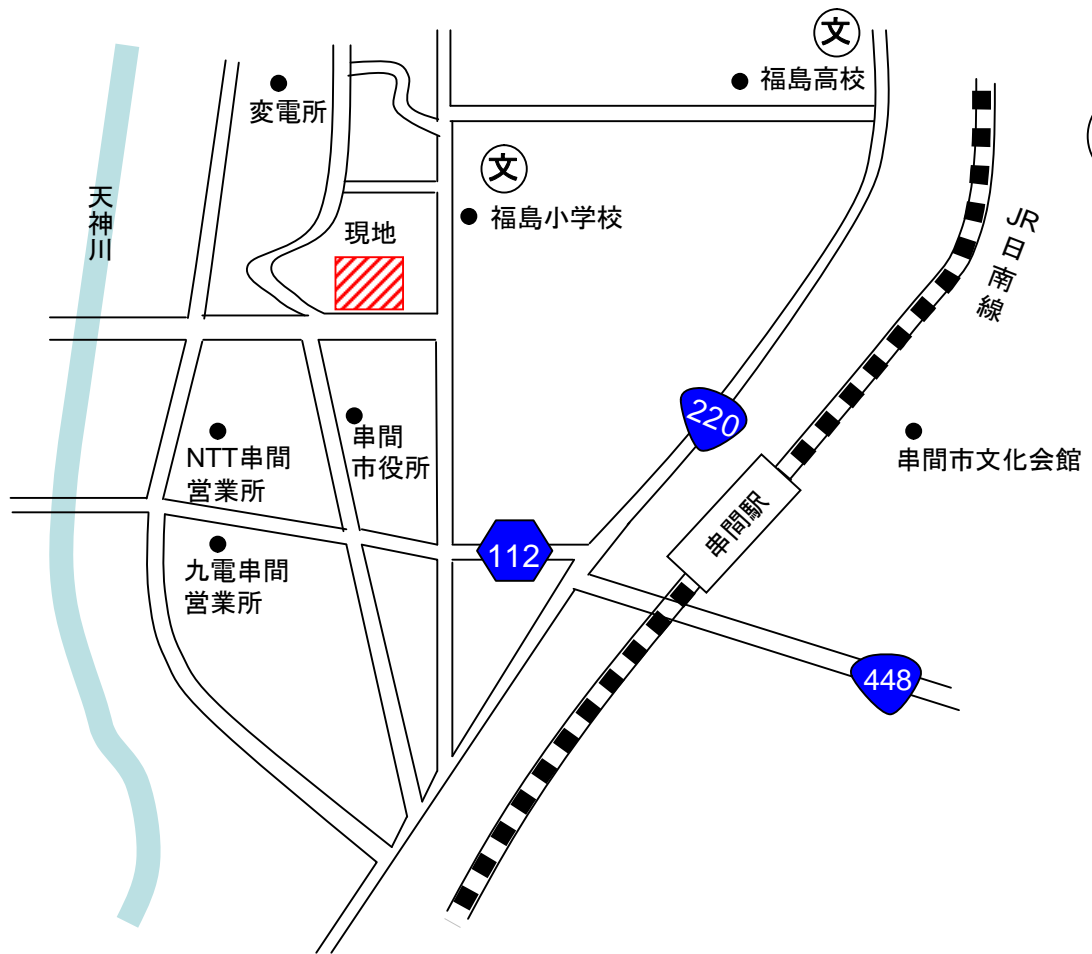 文
福島高校
変電所
文
福島小学校
天神川
現地
JR日南線
220
串間
市役所
NTT串間
営業所
串間市文化会館
串間駅
112
九電串間
営業所
448